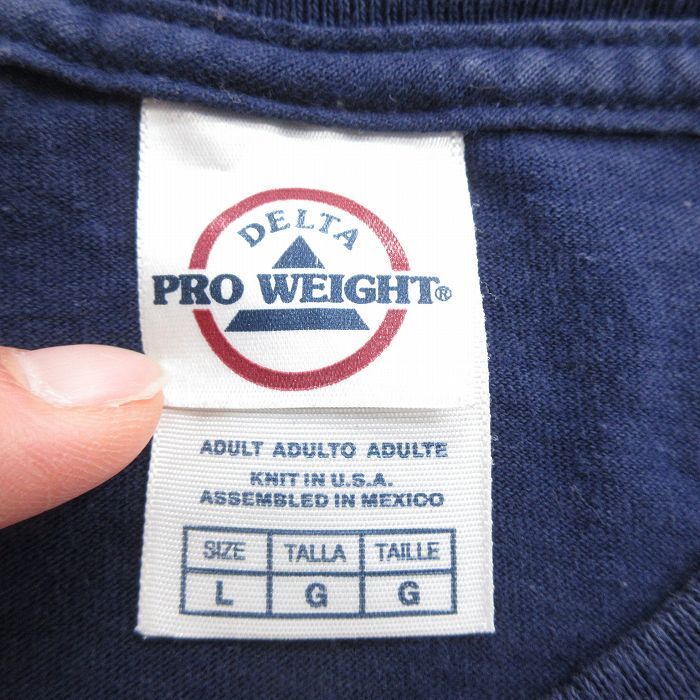 DELTA
PRO WEIGHT®
ADULT ADULTO ADULTE
KNIT IN U.S.A.
ASSEMBLED IN MEXICO
SIZE TALLA TAILLE
L G G